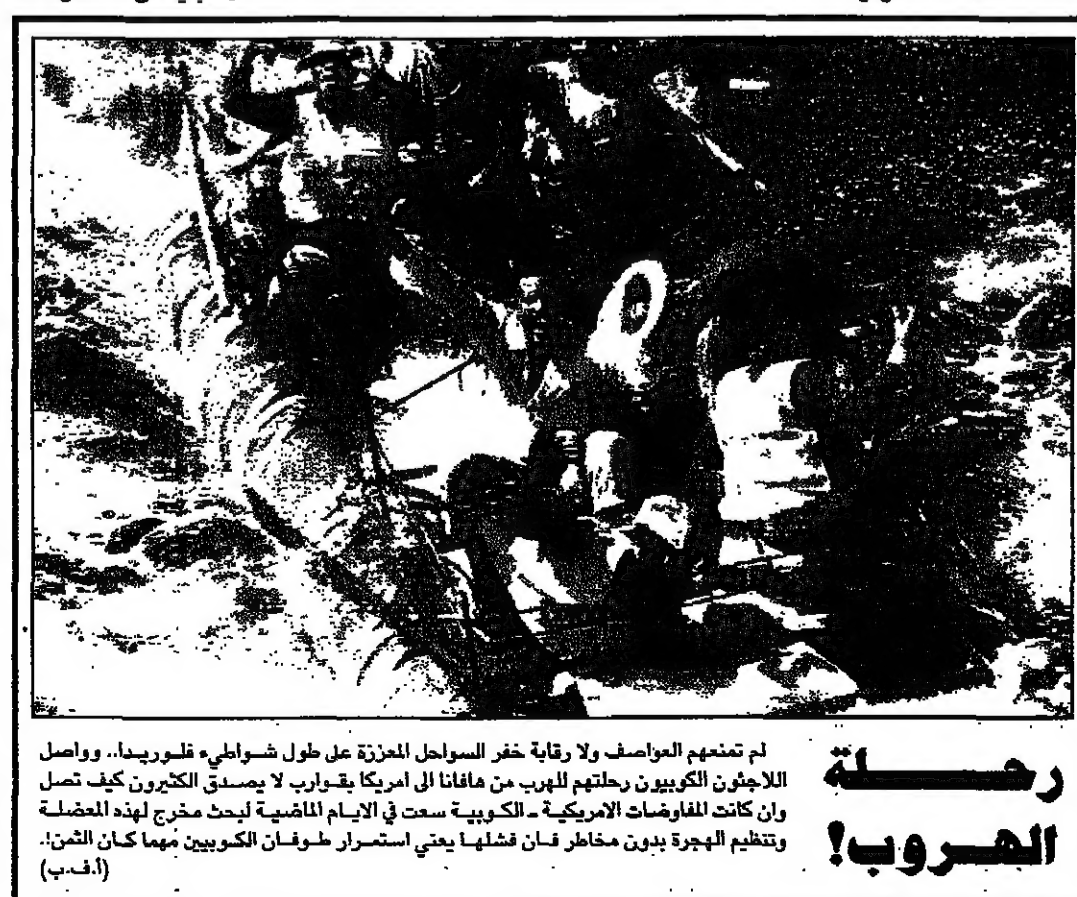 رحلة
الهروب!
لم تمنعهم العواصف ولا رقابة خفر السواحل المعززة على طول شواطيء فلوريدا.. وواصل
اللاجئون الكوبيون رحلتهم للهرب من هافانا الى امريكا بقوارب لا يصدق الكثيرون كيف تصل
وان كانت المفاوضات الامريكية ـ الكوبية سعت في الايام الماضية لبحث مخرج لهذه المعضلة
وتنظيم الهجرة بدون مخاطر فان فشلها يعني استمرار طوفان الكوبيين مهما كان الثمن!.
(أ.ف.ب)